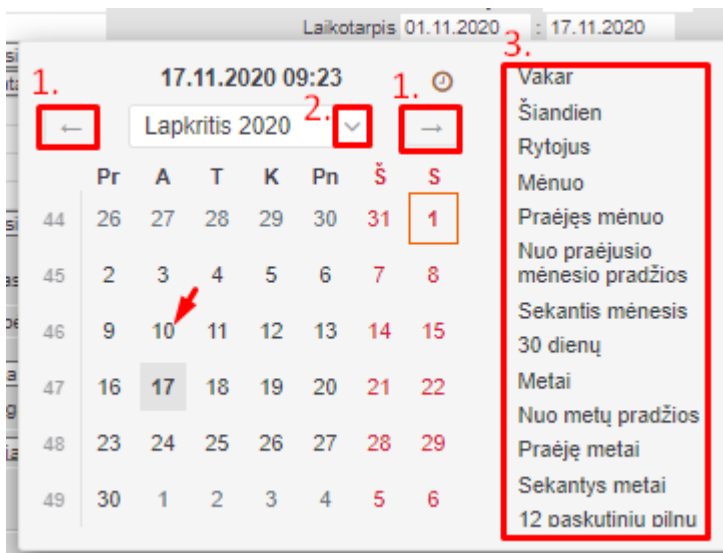 Laikotarpis 01.11.2020 : 17.11.2020
3.
1. 17.11.2020 09:23 1.
← Lapkritis 2020 2. →
Pr A T K Pn Š S
44 26 27 28 29 30 31 1
45 2 3 4 5 6 7 8
46 9 10 11 12 13 14 15
47 16 17 18 19 20 21 22
48 23 24 25 26 27 28 29
49 30 1 2 3 4 5 6
Vakar
Šiandien
Rytojus
Mėnuo
Praėjęs mėnuo
Nuo praėjusio
mėnesio pradžios
Sekantis mėnesis
30 dienų
Metai
Nuo metų pradžios
Praėję metai
Sekantys metai
12 paskutinių pilnų